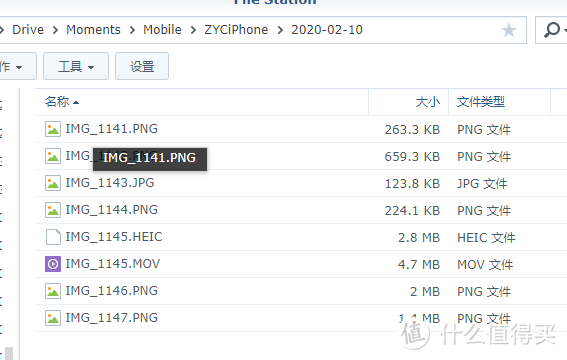 File Station
Drive > Moments > Mobile > ZYCiPhone > 2020-02-10
作 工具 设置
名称 大小 文件类型
IMG_1141.PNG 263.3 KB PNG 文件
IMG_ 659.3 KB PNG 文件
IMG_1141.PNG
IMG_1143.JPG 123.8 KB JPG 文件
IMG_1144.PNG 224.1 KB PNG 文件
IMG_1145.HEIC 2.8 MB HEIC 文件
IMG_1145.MOV 4.7 MB MOV 文件
IMG_1146.PNG 2 MB PNG 文件
IMG_1147.PNG MB PNG 文件
值 什么值得买